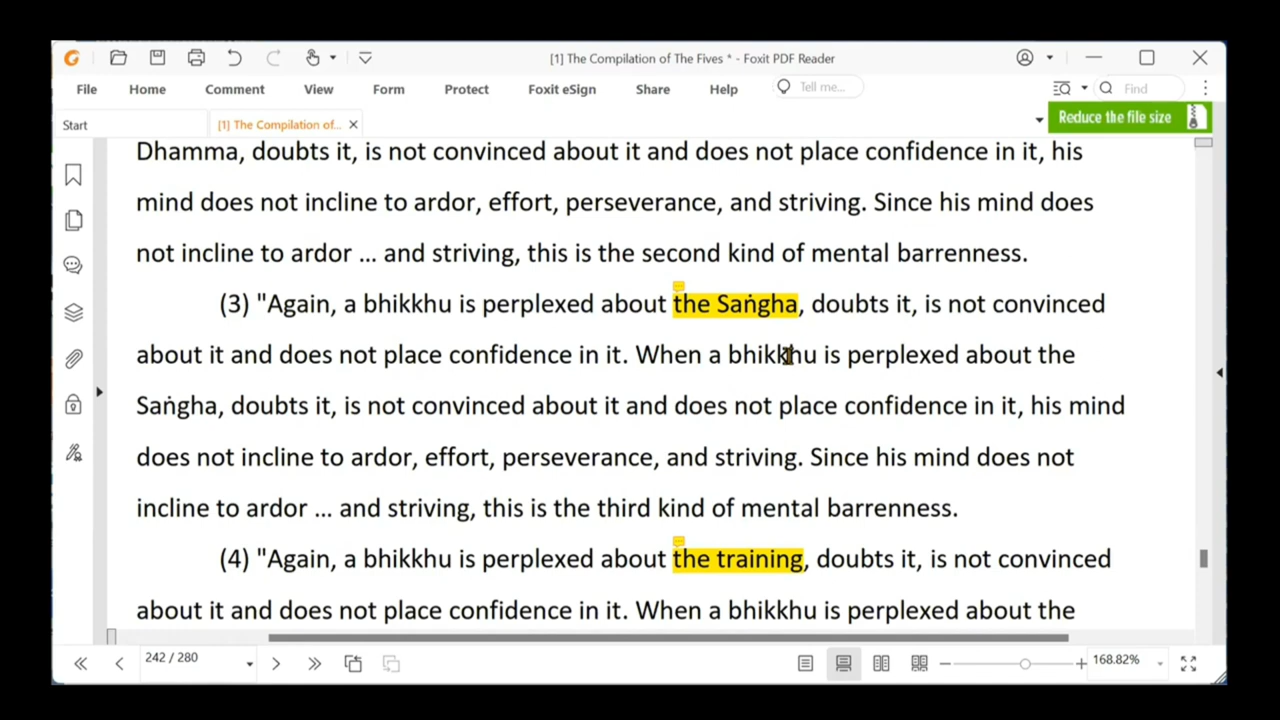 [1] The Compilation of The Fives * - Foxit PDF Reader
File Home Comment View Form Protect Foxit eSign Share Help Tell me... Find
Start [1] The Compilation of... Reduce the file size
Dhamma, doubts it, is not convinced about it and does not place confidence in it, his
mind does not incline to ardor, effort, perseverance, and striving. Since his mind does
not incline to ardor ... and striving, this is the second kind of mental barrenness.
(3) "Again, a bhikkhu is perplexed about the Saṅgha, doubts it, is not convinced
about it and does not place confidence in it. When a bhikkhu is perplexed about the
Saṅgha, doubts it, is not convinced about it and does not place confidence in it, his mind
does not incline to ardor, effort, perseverance, and striving. Since his mind does not
incline to ardor ... and striving, this is the third kind of mental barrenness.
(4) "Again, a bhikkhu is perplexed about the training, doubts it, is not convinced
about it and does not place confidence in it. When a bhikkhu is perplexed about the
242 / 280 168.82%